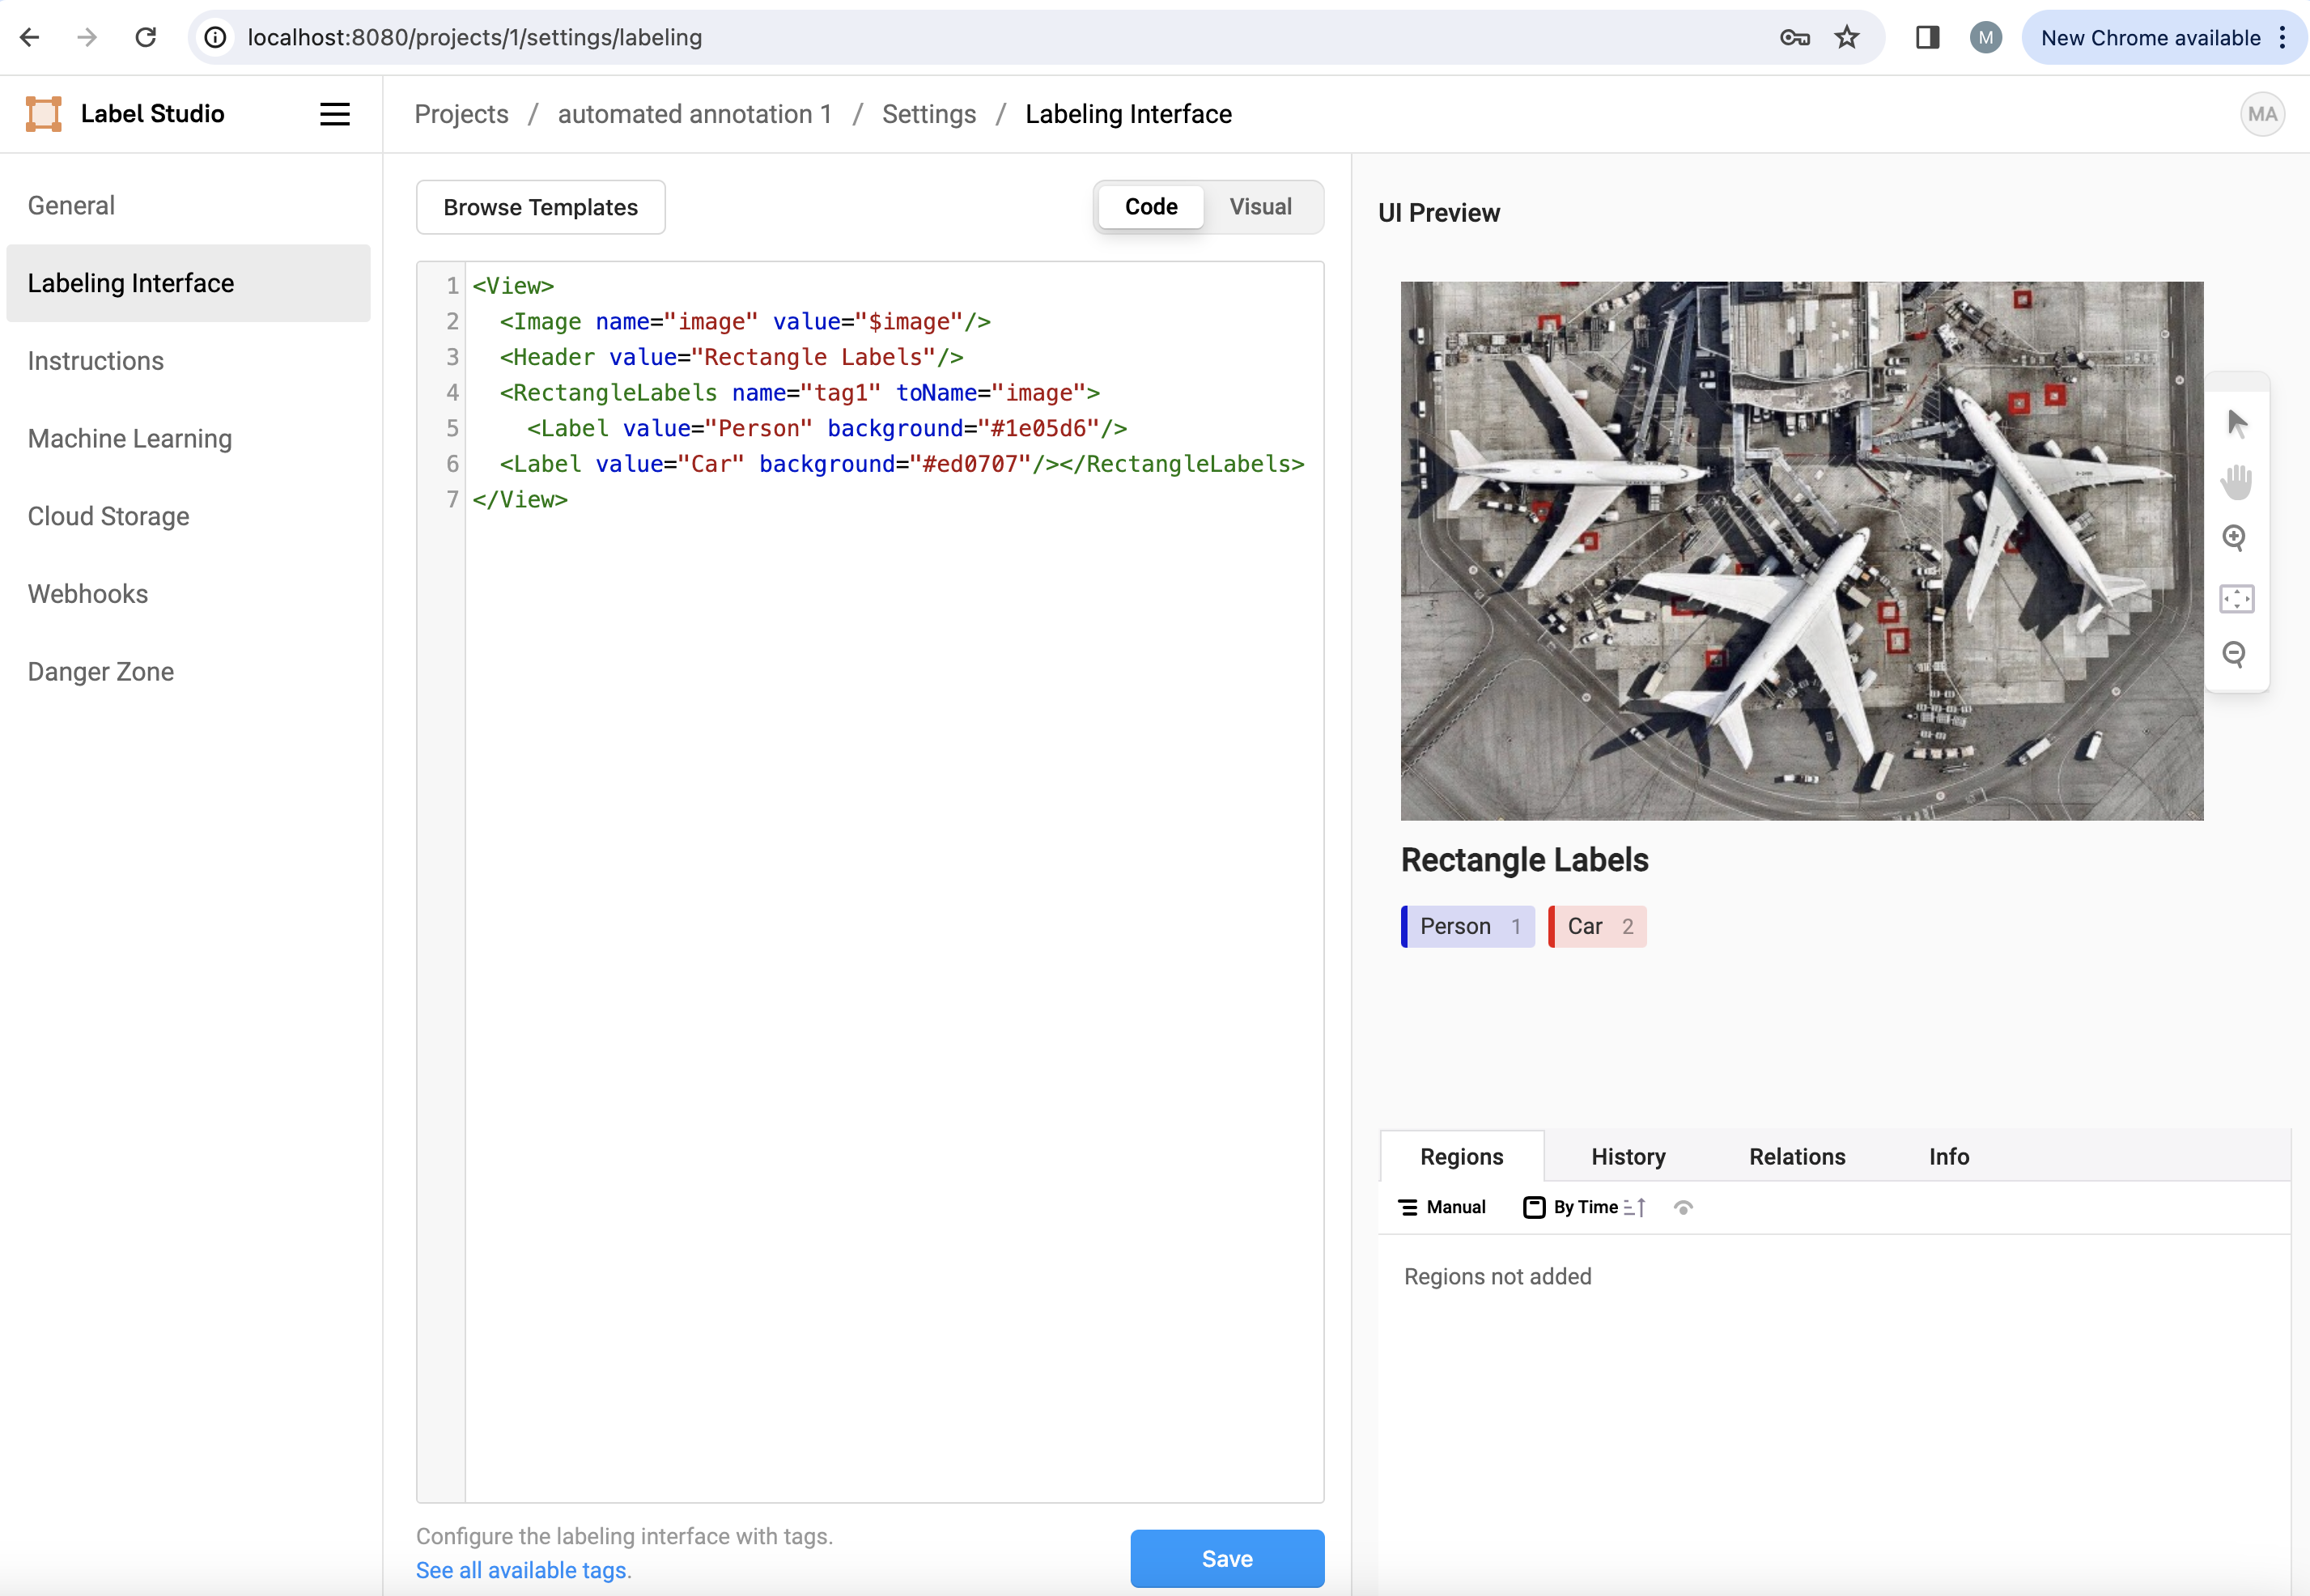 localhost:8080/projects/1/settings/labeling
M
New Chrome available
Label Studio
Projects / automated annotation 1 / Settings / Labeling Interface
MA
General
Labeling Interface
Instructions
Machine Learning
Cloud Storage
Webhooks
Danger Zone
Browse Templates
Code
Visual
1 <View>
2 <Image name="image" value="$image"/>
3 <Header value="Rectangle Labels"/>
4 <RectangleLabels name="tag1" toName="image">
5 <Label value="Person" background="#1e05d6"/>
6 <Label value="Car" background="#ed0707"/></RectangleLabels>
7 </View>
Configure the labeling interface with tags.
See all available tags.
Save
UI Preview
Rectangle Labels
Person 1
Car 2
Regions
History
Relations
Info
Manual
By Time
Regions not added